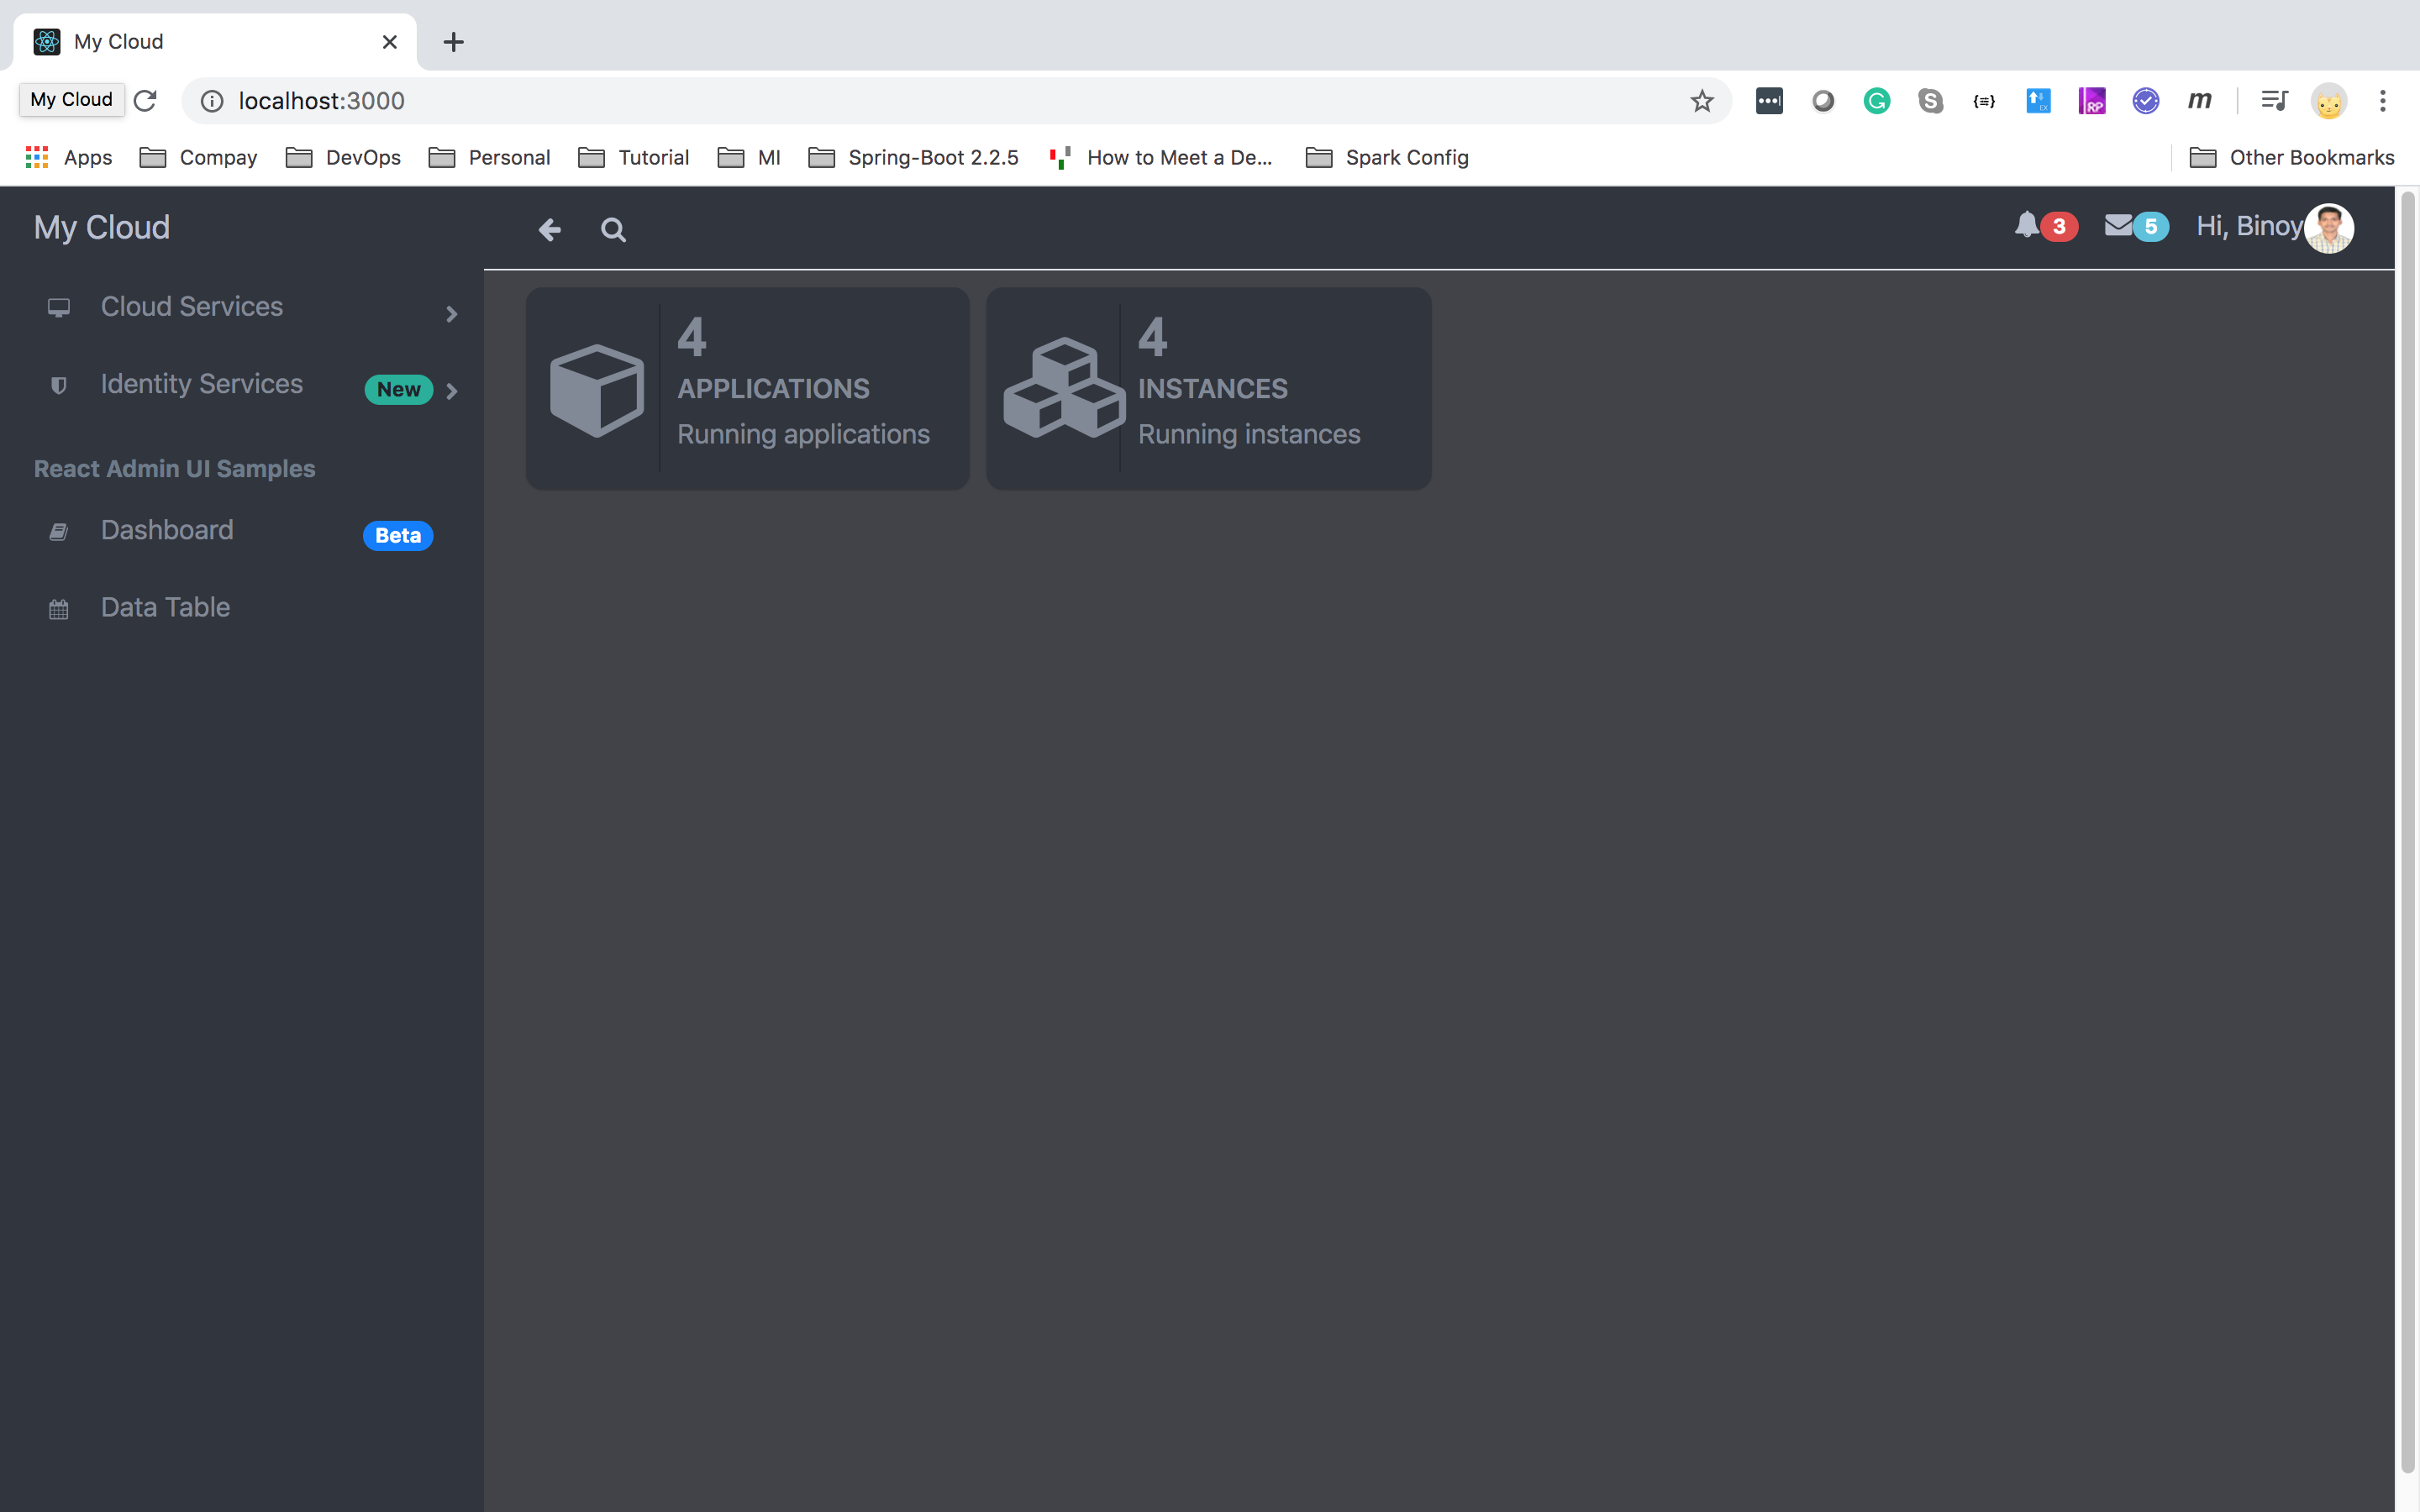 My Cloud
My Cloud
localhost:3000
Apps Compay DevOps Personal Tutorial MI Spring-Boot 2.2.5 How to Meet a De... Spark Config Other Bookmarks
My Cloud
3 5 Hi, Binoy
Cloud Services
Identity Services New
React Admin UI Samples
Dashboard Beta
Data Table
4
APPLICATIONS
Running applications
4
INSTANCES
Running instances